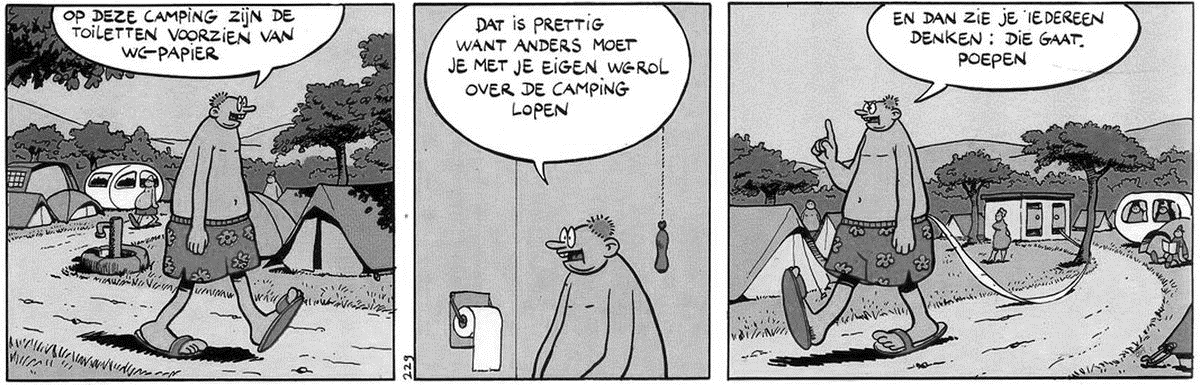 OP DEZE CAMPING ZIJN DE
TOILETTEN VOORZIEN VAN
WC-PAPIER
DAT IS PRETTIG
WANT ANDERS MOET
JE MET JE EIGEN WC-ROL
OVER DE CAMPING
LOPEN
229
EN DAN ZIE JE IEDEREEN
DENKEN: DIE GAAT
POEPEN